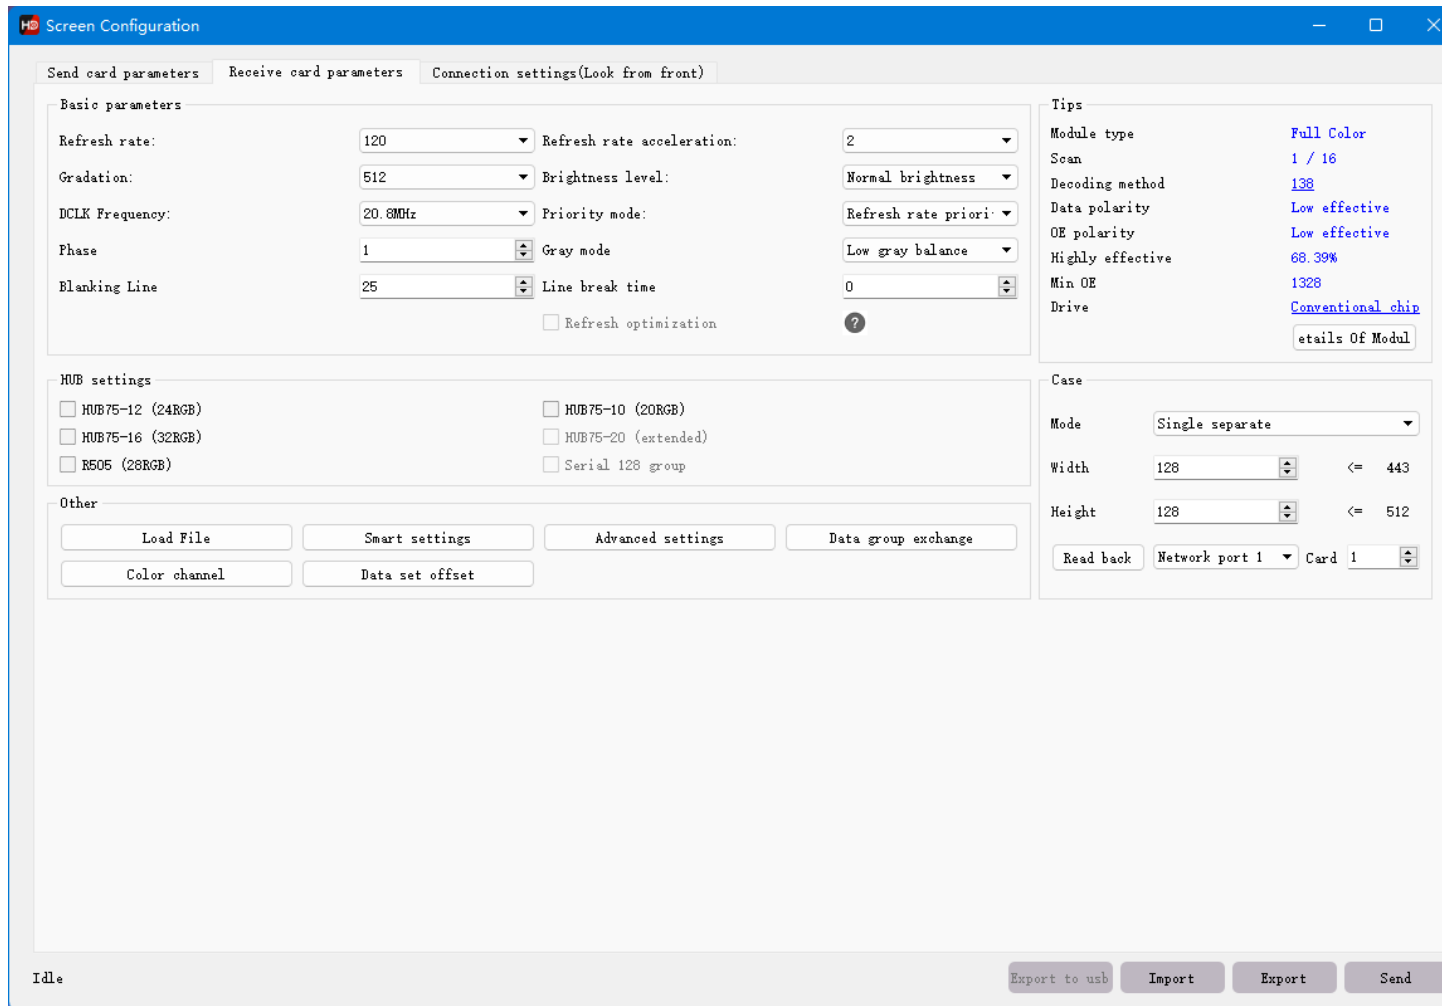 HD Screen Configuration
Send card parameters Receive card parameters Connection settings(Look from front)
Basic parameters
Refresh rate: 120 Refresh rate acceleration: 2
Gradation: 512 Brightness level: Normal brightness
DCLK Frequency: 20.8MHz Priority mode: Refresh rate priori
Phase 1 Gray mode Low gray balance
Blanking Line 25 Line break time 0
Refresh optimization ?
Tips
Module type Full Color
Scan 1 / 16
Decoding method 138
Data polarity Low effective
OE polarity Low effective
Highly effective 68.39%
Min OE 1328
Drive Conventional chip
etails Of Modul
HUB settings
HUB75-12 (24RGB) HUB75-10 (20RGB)
HUB75-16 (32RGB) HUB75-20 (extended)
R505 (28RGB) Serial 128 group
Case
Mode Single separate
Width 128 <= 443
Height 128 <= 512
Read back Network port 1 Card 1
Other
Load File Smart settings Advanced settings Data group exchange
Color channel Data set offset
Idle Export to usb Import Export Send